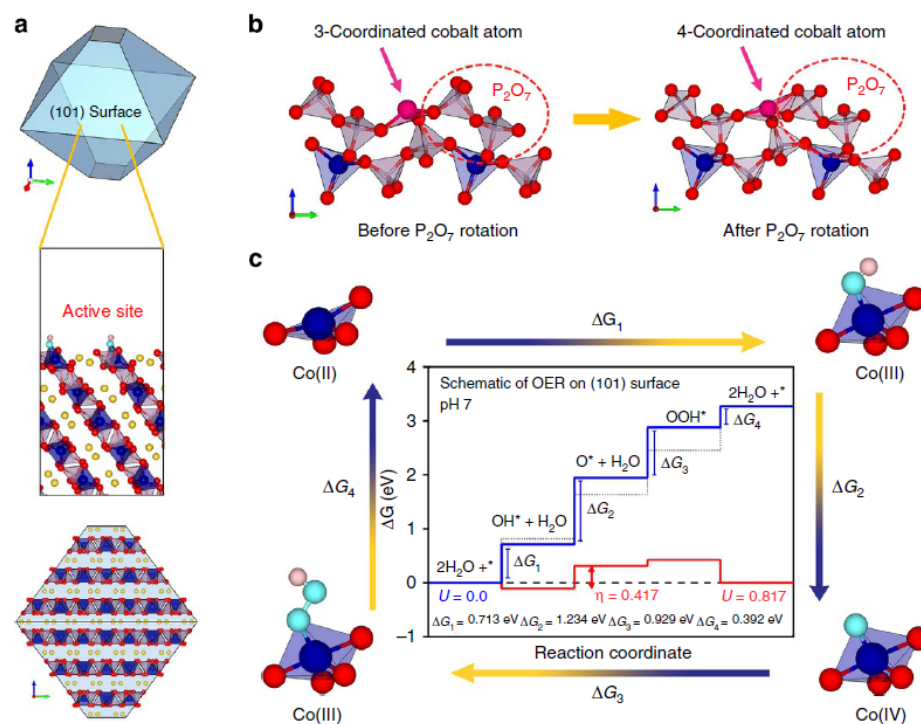 a
(101) Surface
Active site
b
3-Coordinated cobalt atom
4-Coordinated cobalt atom
P₂O₇
P₂O₇
Before P₂O₇ rotation
After P₂O₇ rotation
c
Co(II)
ΔG₁
Co(III)
ΔG₄
ΔG₂
ΔG (eV)
4
3
2
1
0
−1
Schematic of OER on (101) surface
pH 7
2H₂O +*
OOH*
ΔG₄
O* + H₂O
ΔG₃
OH* + H₂O
ΔG₂
2H₂O +*
ΔG₁
U = 0.0
η = 0.417
U = 0.817
ΔG₁ = 0.713 eV ΔG₂ = 1.234 eV ΔG₃ = 0.929 eV ΔG₄ = 0.392 eV
Reaction coordinate
ΔG₃
Co(III)
Co(IV)